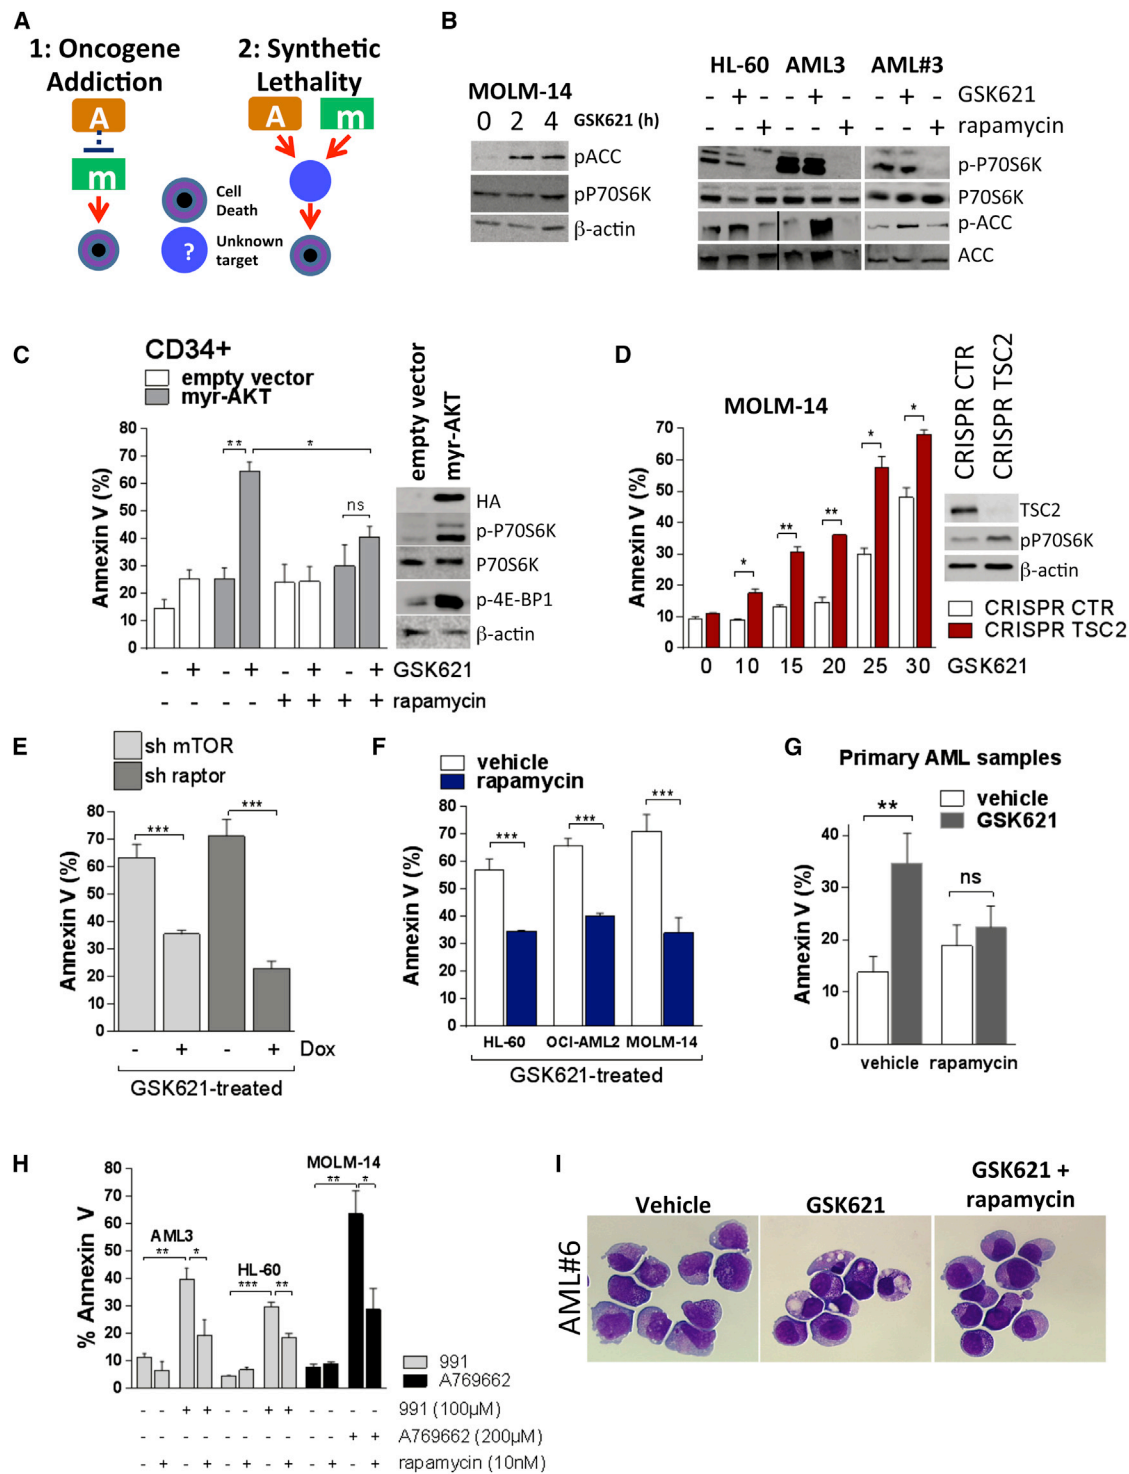 A
1: Oncogene
Addiction
2: Synthetic
Lethality
A
A
m
m
Cell
Death
?
Unknown
target
B
MOLM-14
0 2 4 GSK621 (h)
pACC
pP70S6K
β-actin
HL-60 AML3 AML#3
- + - - + - - + - GSK621
- - + - - + - - + rapamycin
p-P70S6K
P70S6K
p-ACC
ACC
C
CD34+
empty vector
myr-AKT
Annexin V (%)
80
70
60
50
40
30
20
10
0
**
*
ns
- + - + - + - + GSK621
- - - - + + + + rapamycin
empty vector
myr-AKT
HA
p-P70S6K
P70S6K
p-4E-BP1
β-actin
D
MOLM-14
Annexin V (%)
70
60
50
40
30
20
10
0
*
**
**
*
*
0 10 15 20 25 30 GSK621
CRISPR CTR
CRISPR TSC2
TSC2
pP70S6K
β-actin
CRISPR CTR
CRISPR TSC2
E
sh mTOR
sh raptor
Annexin V (%)
80
70
60
50
40
30
20
10
0
***
***
- + - + Dox
GSK621-treated
F
vehicle
rapamycin
Annexin V (%)
80
70
60
50
40
30
20
10
0
***
***
***
HL-60 OCI-AML2 MOLM-14
GSK621-treated
G
Primary AML samples
vehicle
GSK621
Annexin V (%)
40
30
20
10
0
**
ns
vehicle rapamycin
H
% Annexin V
80
70
60
50
40
30
20
10
0
AML3
** *
HL-60
*** **
MOLM-14
** *
991
A769662
- - + + - - + + - - - - 991 (100μM)
- - - - - - - - - - + + A769662 (200μM)
- + - + - + - + - + - + rapamycin (10nM)
I
Vehicle
GSK621
GSK621 +
rapamycin
AML#6